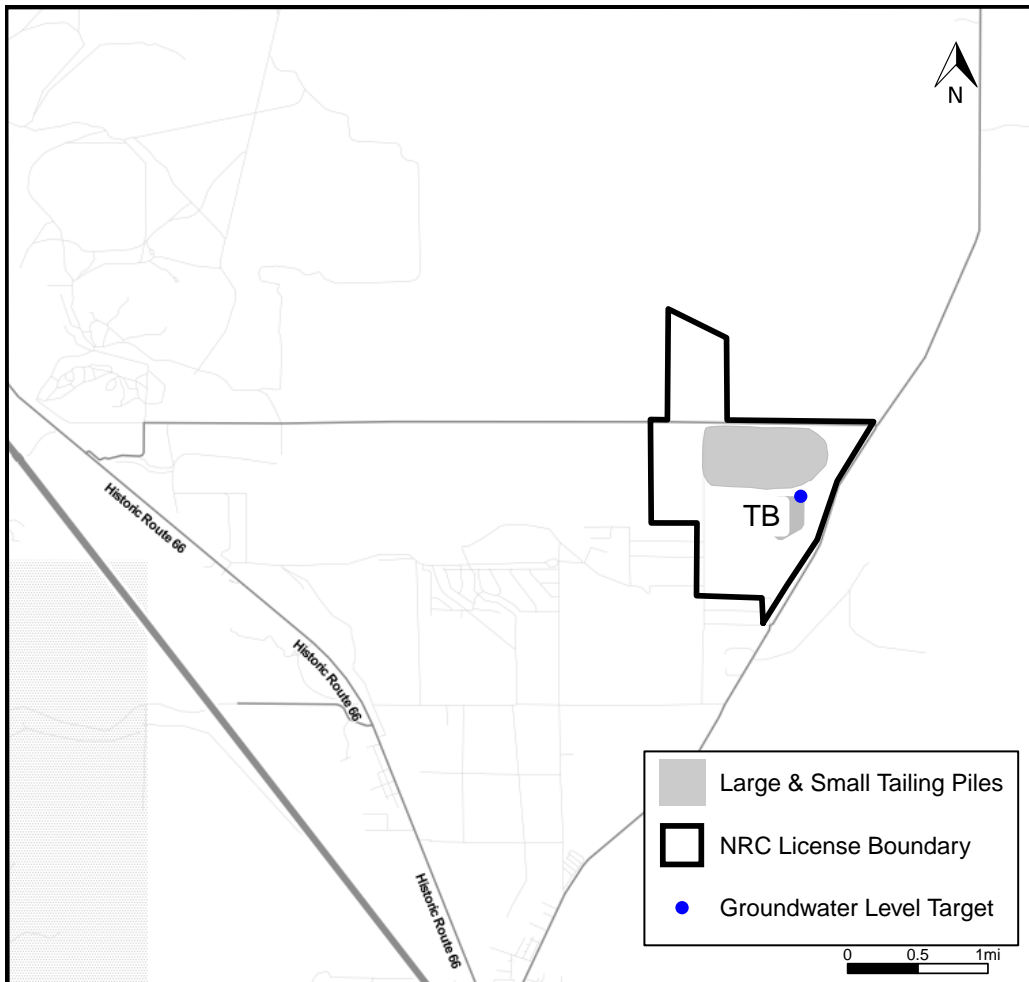 N
TB
Historic Route 66
Historic Route 66
Historic Route 66
Large & Small Tailing Piles
NRC License Boundary
Groundwater Level Target
0 0.5 1mi